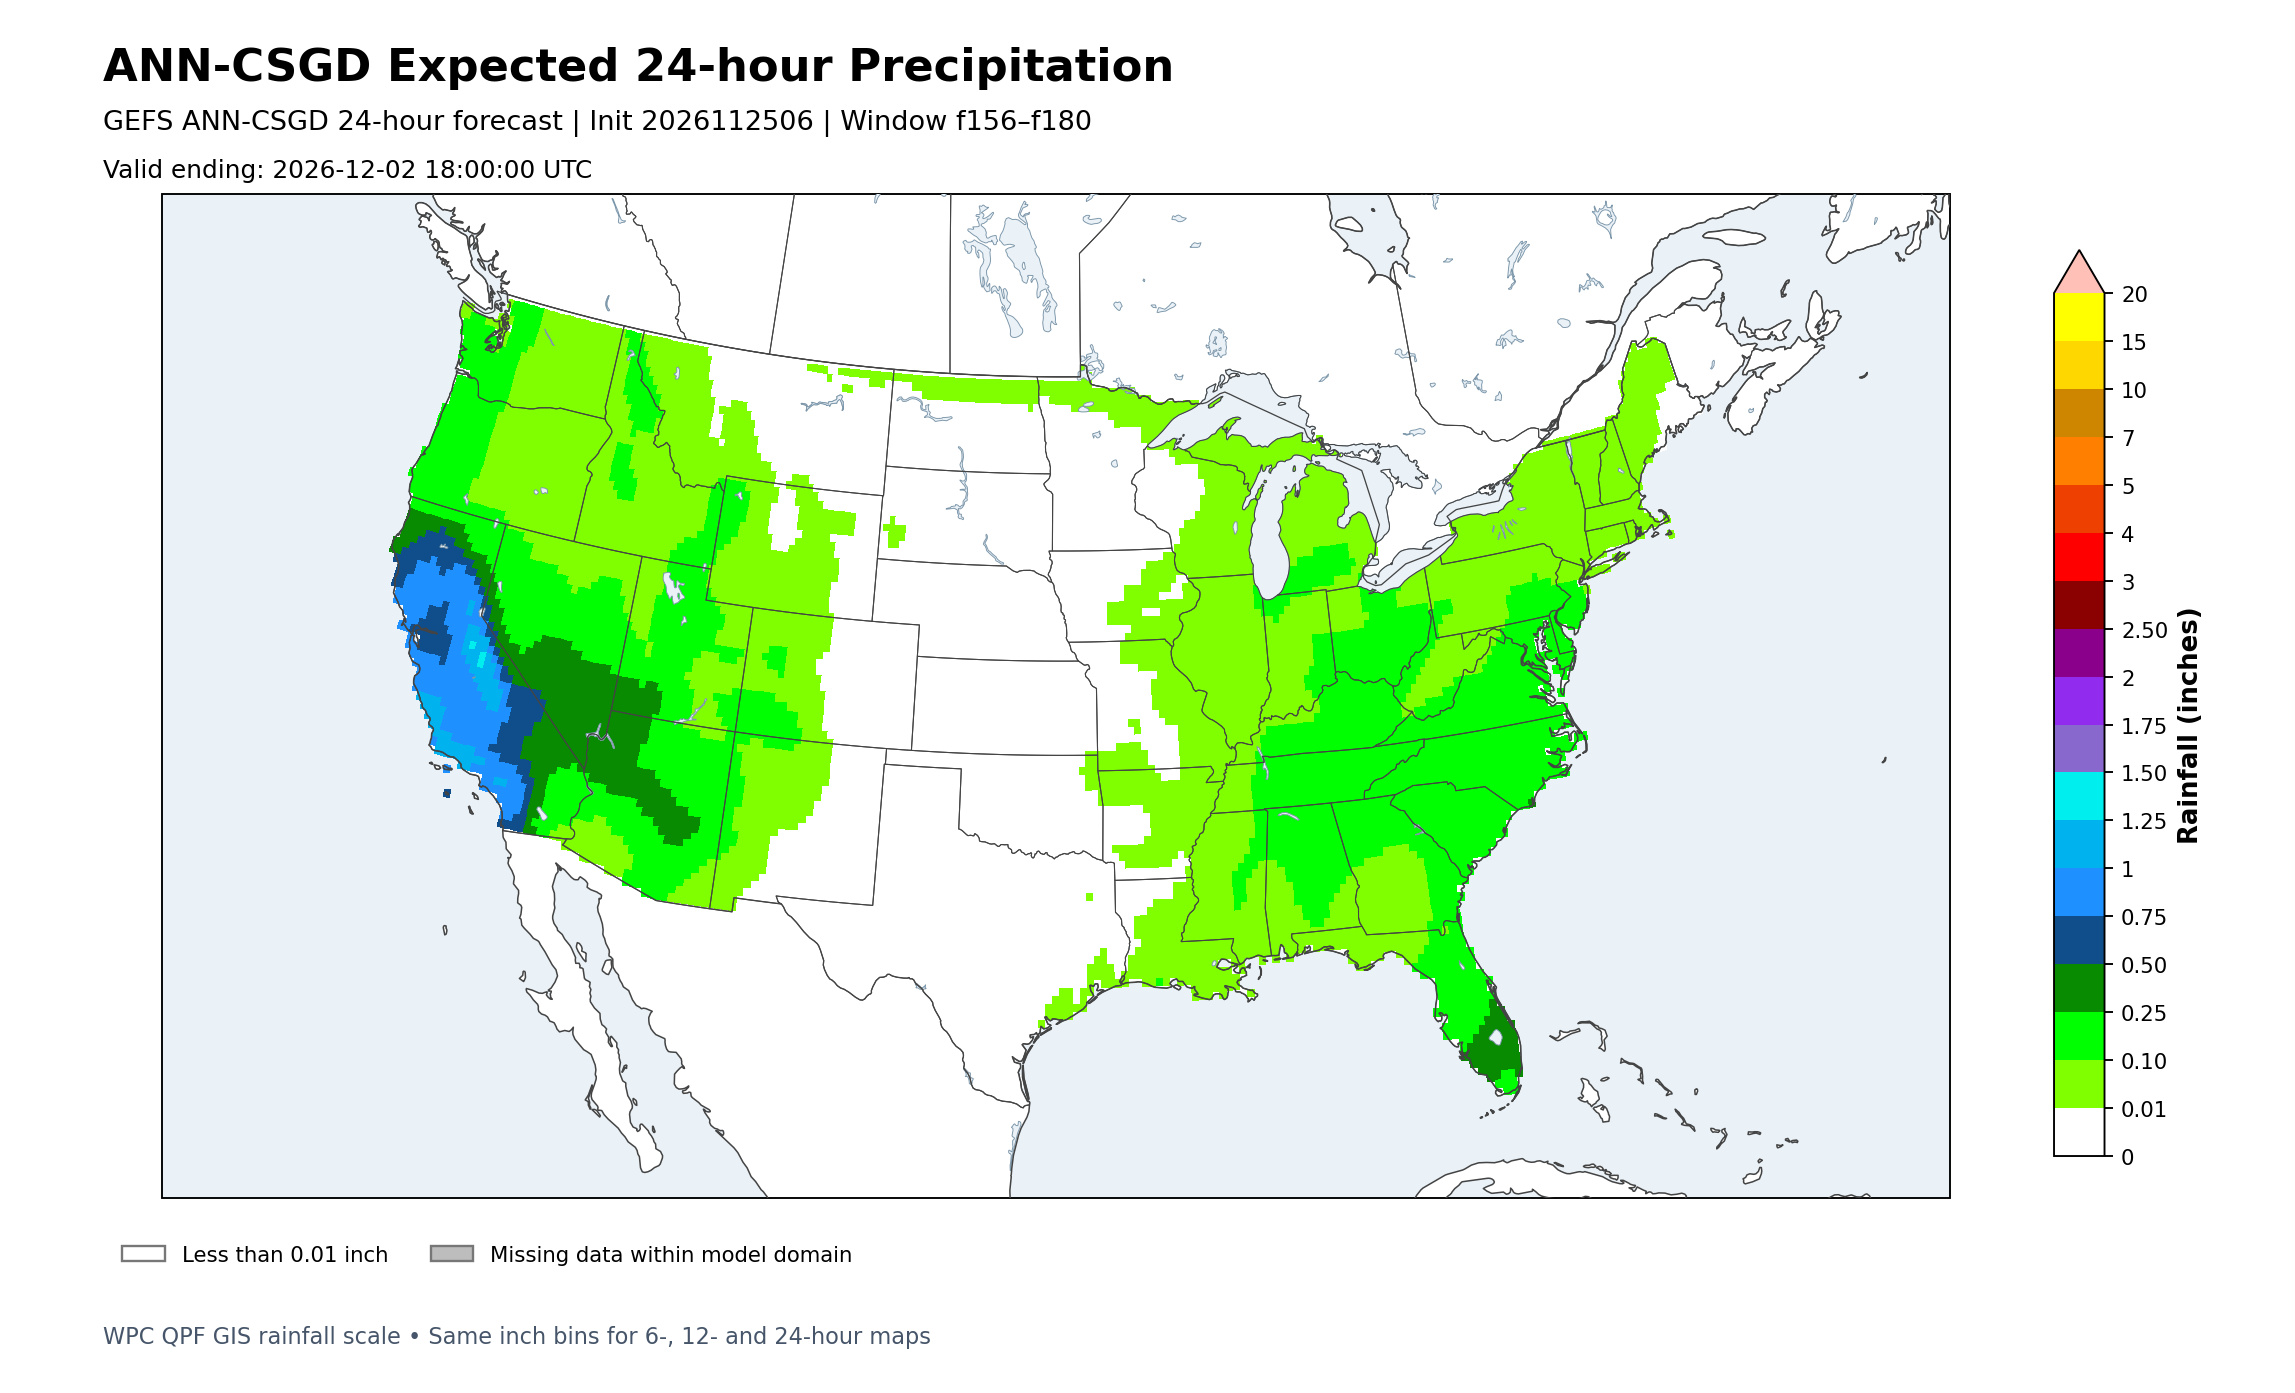 ANN-CSGD Expected 24-hour Precipitation
GEFS ANN-CSGD 24-hour forecast | Init 2026112506 | Window f156–f180
Valid ending: 2026-12-02 18:00:00 UTC
20
15
10
7
5
4
3
2.50
2
1.75
1.50
1.25
1
0.75
0.50
0.25
0.10
0.01
0
Rainfall (inches)
Less than 0.01 inch
Missing data within model domain
WPC QPF GIS rainfall scale • Same inch bins for 6-, 12- and 24-hour maps